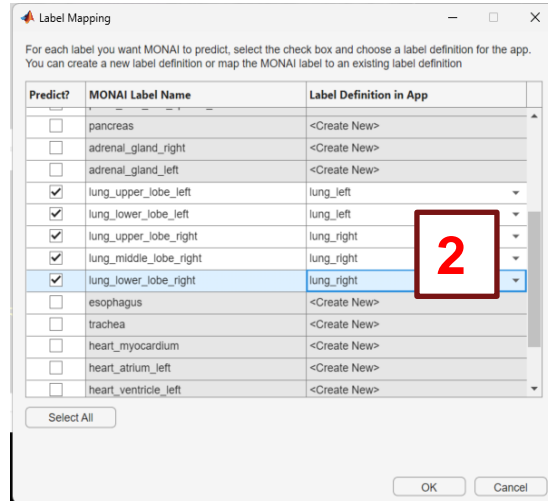 Label Mapping
For each label you want MONAI to predict, select the check box and choose a label definition for the app.
You can create a new label definition or map the MONAI label to an existing label definition
Predict? MONAI Label Name Label Definition in App
pancreas <Create New>
adrenal_gland_right <Create New>
adrenal_gland_left <Create New>
lung_upper_lobe_left lung_left
lung_lower_lobe_left lung_left
lung_upper_lobe_right lung_right
lung_middle_lobe_right lung_right
lung_lower_lobe_right lung_right
2
esophagus <Create New>
trachea <Create New>
heart_myocardium <Create New>
heart_atrium_left <Create New>
heart_ventricle_left <Create New>
Select All
OK Cancel